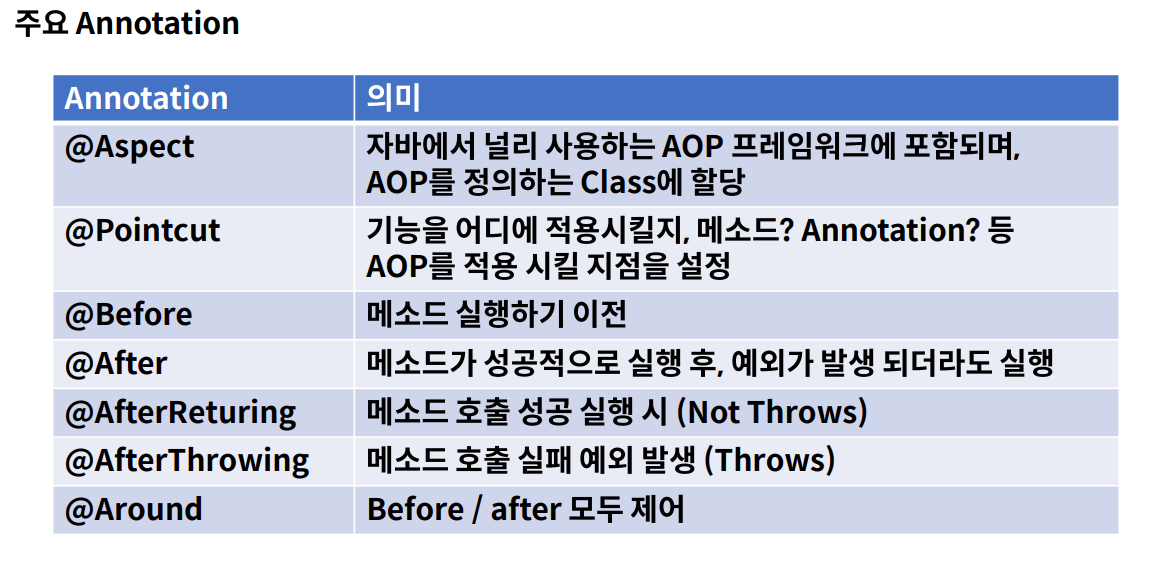 주요 Annotation
Annotation 의미
@Aspect 자바에서 널리 사용하는 AOP 프레임워크에 포함되며,
AOP를 정의하는 Class에 할당
@Pointcut 기능을 어디에 적용시킬지, 메소드? Annotation? 등
AOP를 적용 시킬 지점을 설정
@Before 메소드 실행하기 이전
@After 메소드가 성공적으로 실행 후, 예외가 발생 되더라도 실행
@AfterReturing 메소드 호출 성공 실행 시 (Not Throws)
@AfterThrowing 메소드 호출 실패 예외 발생 (Throws)
@Around Before / after 모두 제어